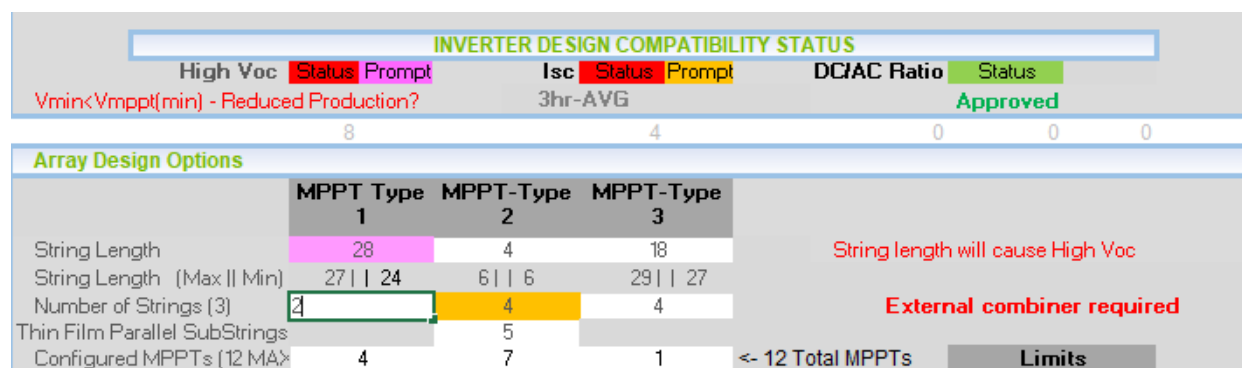 INVERTER DESIGN COMPATIBILITY STATUS
High Voc Status Prompt Isc Status Prompt DC/AC Ratio Status
Vmin<Vmppt(min) - Reduced Production? 3hr-AVG Approved
8 4 0 0 0
Array Design Options
MPPT Type 1 MPPT-Type 2 MPPT-Type 3
String Length 28 4 18 String length will cause High Voc
String Length (Max || Min) 27 | | 24 6 | | 6 29 | | 27
Number of Strings (3) 2 4 4 External combiner required
Thin Film Parallel SubStrings 5
Configured MPPTs (12 MAX 4 7 1 <- 12 Total MPPTs Limits